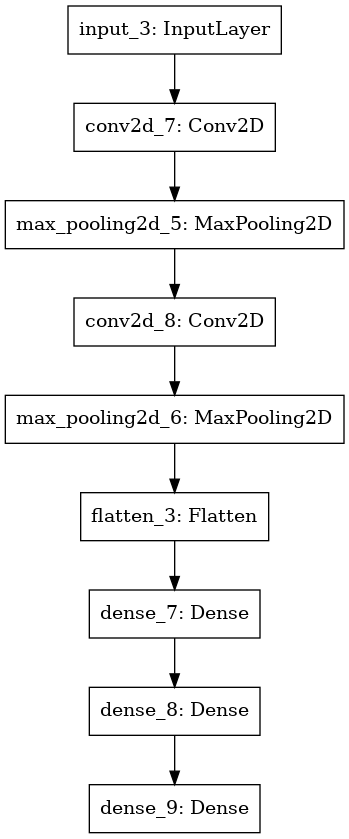 input_3: InputLayer
conv2d_7: Conv2D
max_pooling2d_5: MaxPooling2D
conv2d_8: Conv2D
max_pooling2d_6: MaxPooling2D
flatten_3: Flatten
dense_7: Dense
dense_8: Dense
dense_9: Dense